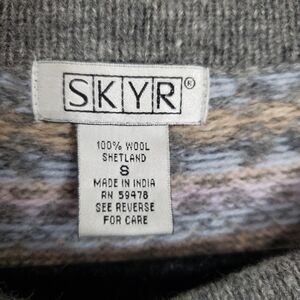 SKYR®
100% WOOL
SHETLAND
S
MADE IN INDIA
RN 59478
SEE REVERSE
FOR CARE